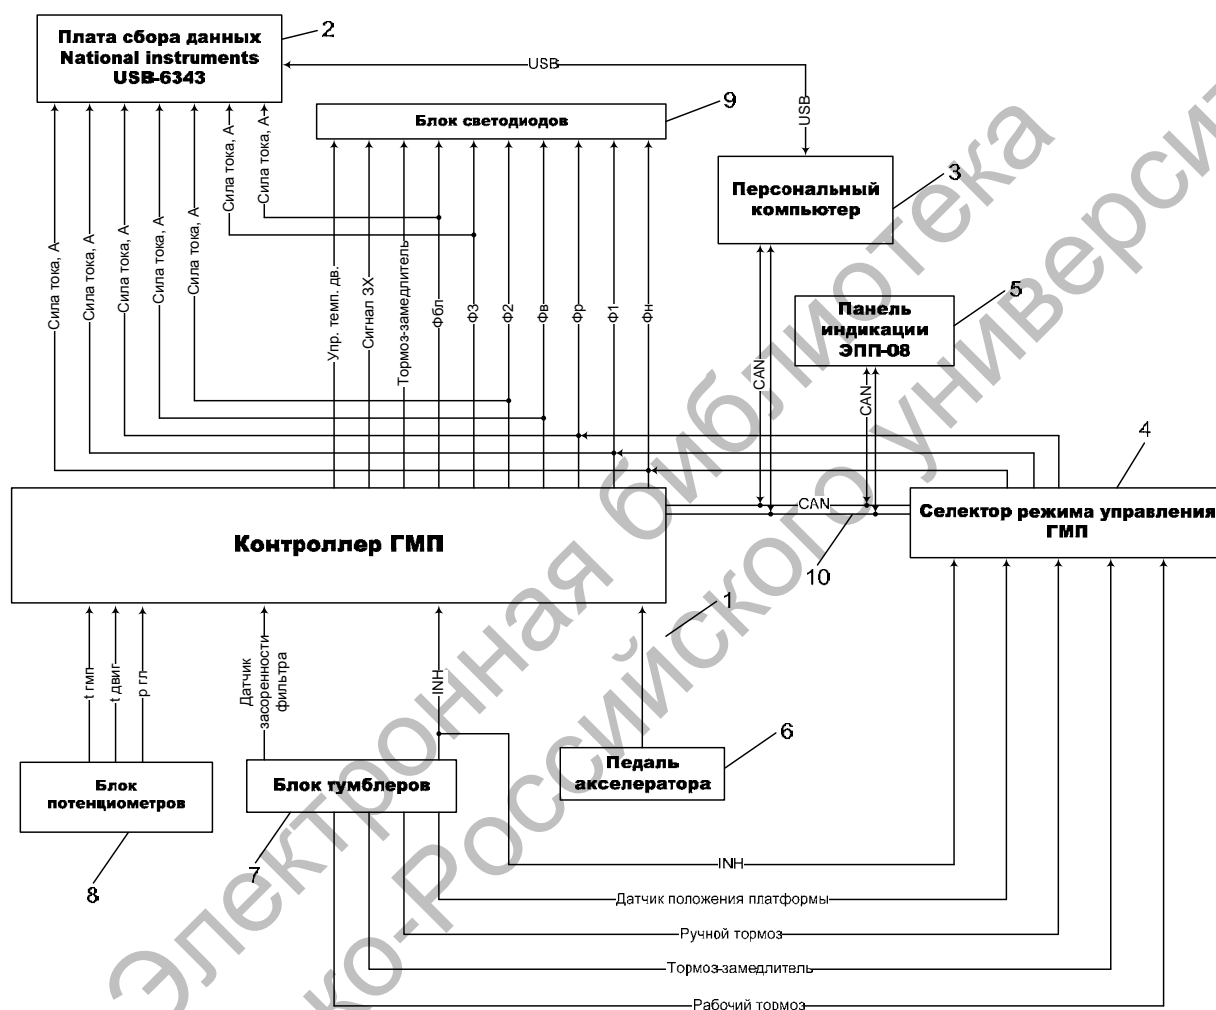 Плата сбора данных
National instruments
USB-6343
2
USB
USB
Блок светодиодов
9
Персональный
компьютер
3
Панель
индикации
ЭПП-08
5
Сила тока, А
Сила тока, А
Сила тока, А
Сила тока, А
Сила тока, А
Сила тока, А
Сила тока, А
Упр. темп. дв.
Сигнал ЗХ
Тормоз-замедлитель
Фбл
Ф3
Ф2
Фв
Фр
Ф1
Фн
CAN
CAN
4
Контроллер ГМП
CAN
10
Селектор режима управления
ГМП
1
t гмп
t двиг
р гл
Датчик
засоренности
фильтра
INH
Блок
потенциометров
8
Блок тумблеров
7
Педаль
акселератора
6
INH
Датчик положения платформы
Ручной тормоз
Тормоз-замедлитель
Рабочий тормоз
Электронная библиотека
ко-Российского университ